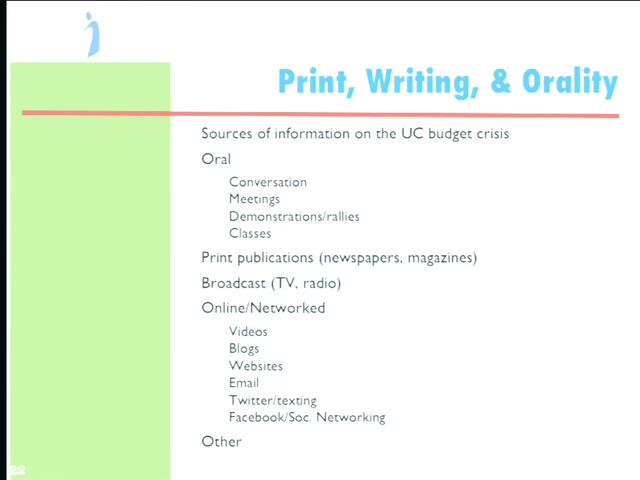 Print, Writing, & Orality
Sources of information on the UC budget crisis
Oral
Conversation
Meetings
Demonstrations/rallies
Classes
Print publications (newspapers, magazines)
Broadcast (TV, radio)
Online/Networked
Videos
Blogs
Websites
Email
Twitter/texting
Facebook/Soc. Networking
Other